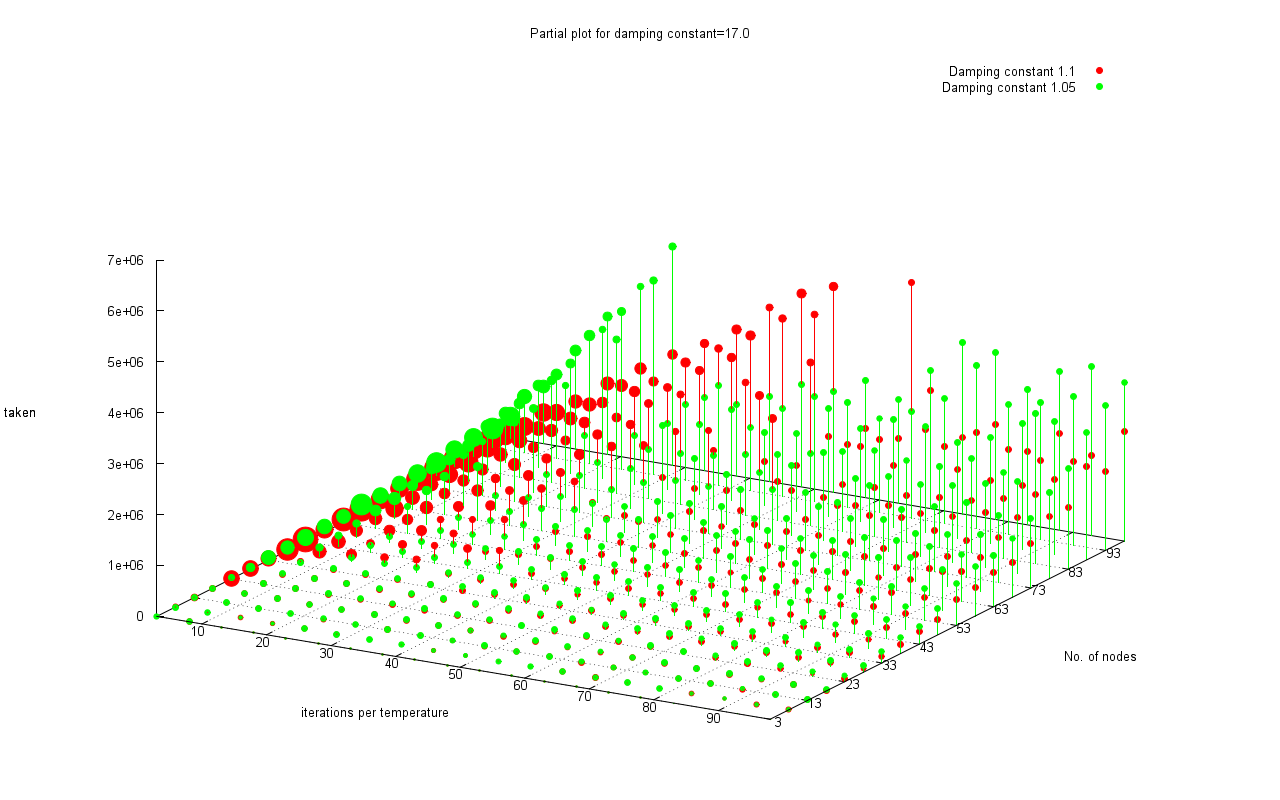 Partial plot for damping constant=17.0
Damping constant 1.1
Damping constant 1.05
7e+06
6e+06
5e+06
4e+06
taken
3e+06
2e+06
1e+06
0
10
20
30
40
50
60
70
80
90
3
13
23
33
43
53
63
73
83
93
No. of nodes
iterations per temperature